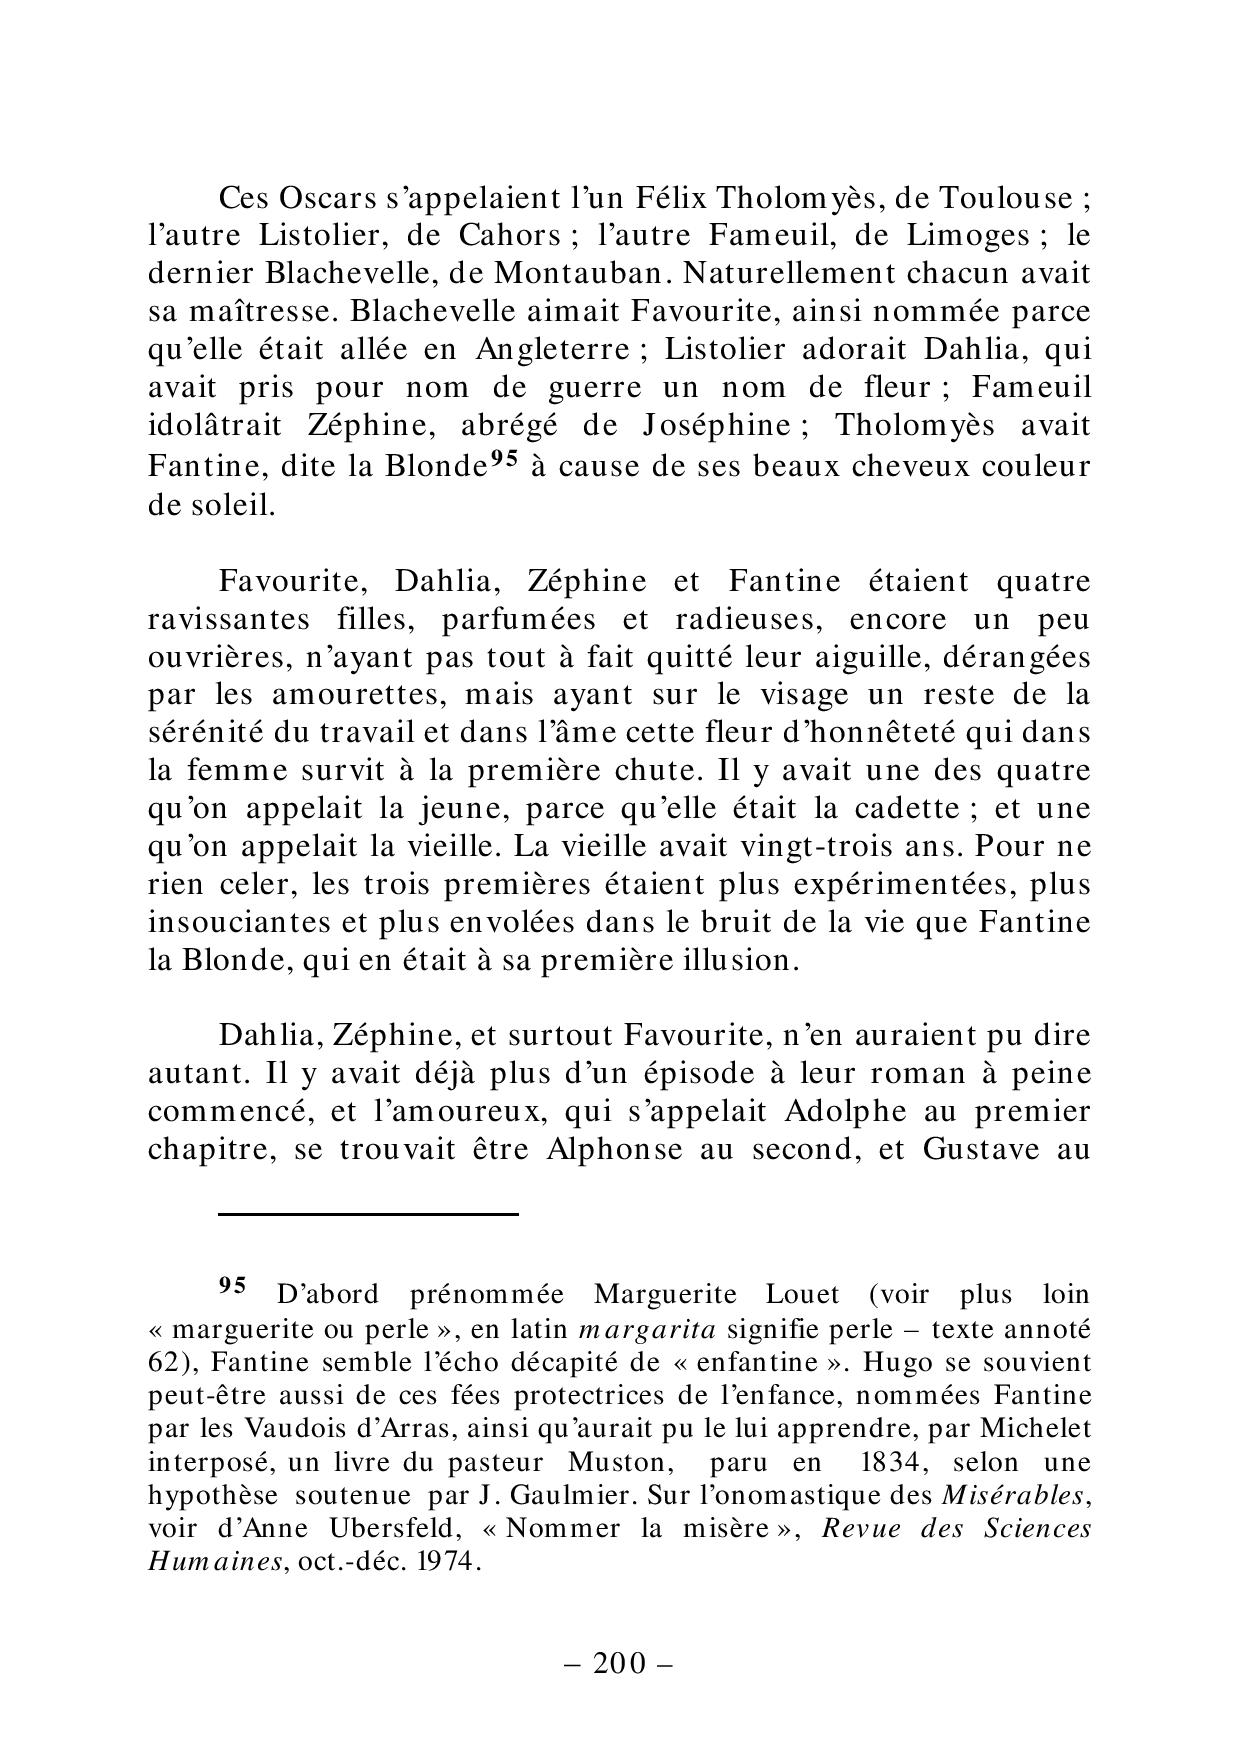 Ces Oscars s’appelaient l’un Félix Tholomyès, de Toulouse ;
l’autre Listolier, de Cahors ; l’autre Fameuil, de Limoges ; le
dernier Blachevelle, de Montauban. Naturellement chacun avait
sa maîtresse. Blachevelle aimait Favourite, ainsi nommée parce
qu’elle était allée en Angleterre ; Listolier adorait Dahlia, qui
avait pris pour nom de guerre un nom de fleur ; Fameuil
idolâtrait Zéphine, abrégé de Joséphine ; Tholomyès avait
Fantine, dite la Blonde95 à cause de ses beaux cheveux couleur
de soleil.
Favourite, Dahlia, Zéphine et Fantine étaient quatre
ravissantes filles, parfumées et radieuses, encore un peu
ouvrières, n’ayant pas tout à fait quitté leur aiguille, dérangées
par les amourettes, mais ayant sur le visage un reste de la
sérénité du travail et dans l’âme cette fleur d’honnêteté qui dans
la femme survit à la première chute. Il y avait une des quatre
qu’on appelait la jeune, parce qu’elle était la cadette ; et une
qu’on appelait la vieille. La vieille avait vingt-trois ans. Pour ne
rien celer, les trois premières étaient plus expérimentées, plus
insouciantes et plus envolées dans le bruit de la vie que Fantine
la Blonde, qui en était à sa première illusion.
Dahlia, Zéphine, et surtout Favourite, n’en auraient pu dire
autant. Il y avait déjà plus d’un épisode à leur roman à peine
commencé, et l’amoureux, qui s’appelait Adolphe au premier
chapitre, se trouvait être Alphonse au second, et Gustave au
95 D’abord prénommée Marguerite Louet (voir plus loin
« marguerite ou perle », en latin margarita signifie perle – texte annoté
62), Fantine semble l’écho décapité de « enfantine ». Hugo se souvient
peut-être aussi de ces fées protectrices de l’enfance, nommées Fantine
par les Vaudois d’Arras, ainsi qu’aurait pu le lui apprendre, par Michelet
interposé, un livre du pasteur Muston, paru en 1834, selon une
hypothèse soutenue par J. Gaulmier. Sur l’onomastique des Misérables,
voir d’Anne Ubersfeld, « Nommer la misère », Revue des Sciences
Humaines, oct.-déc. 1974.
– 200 –